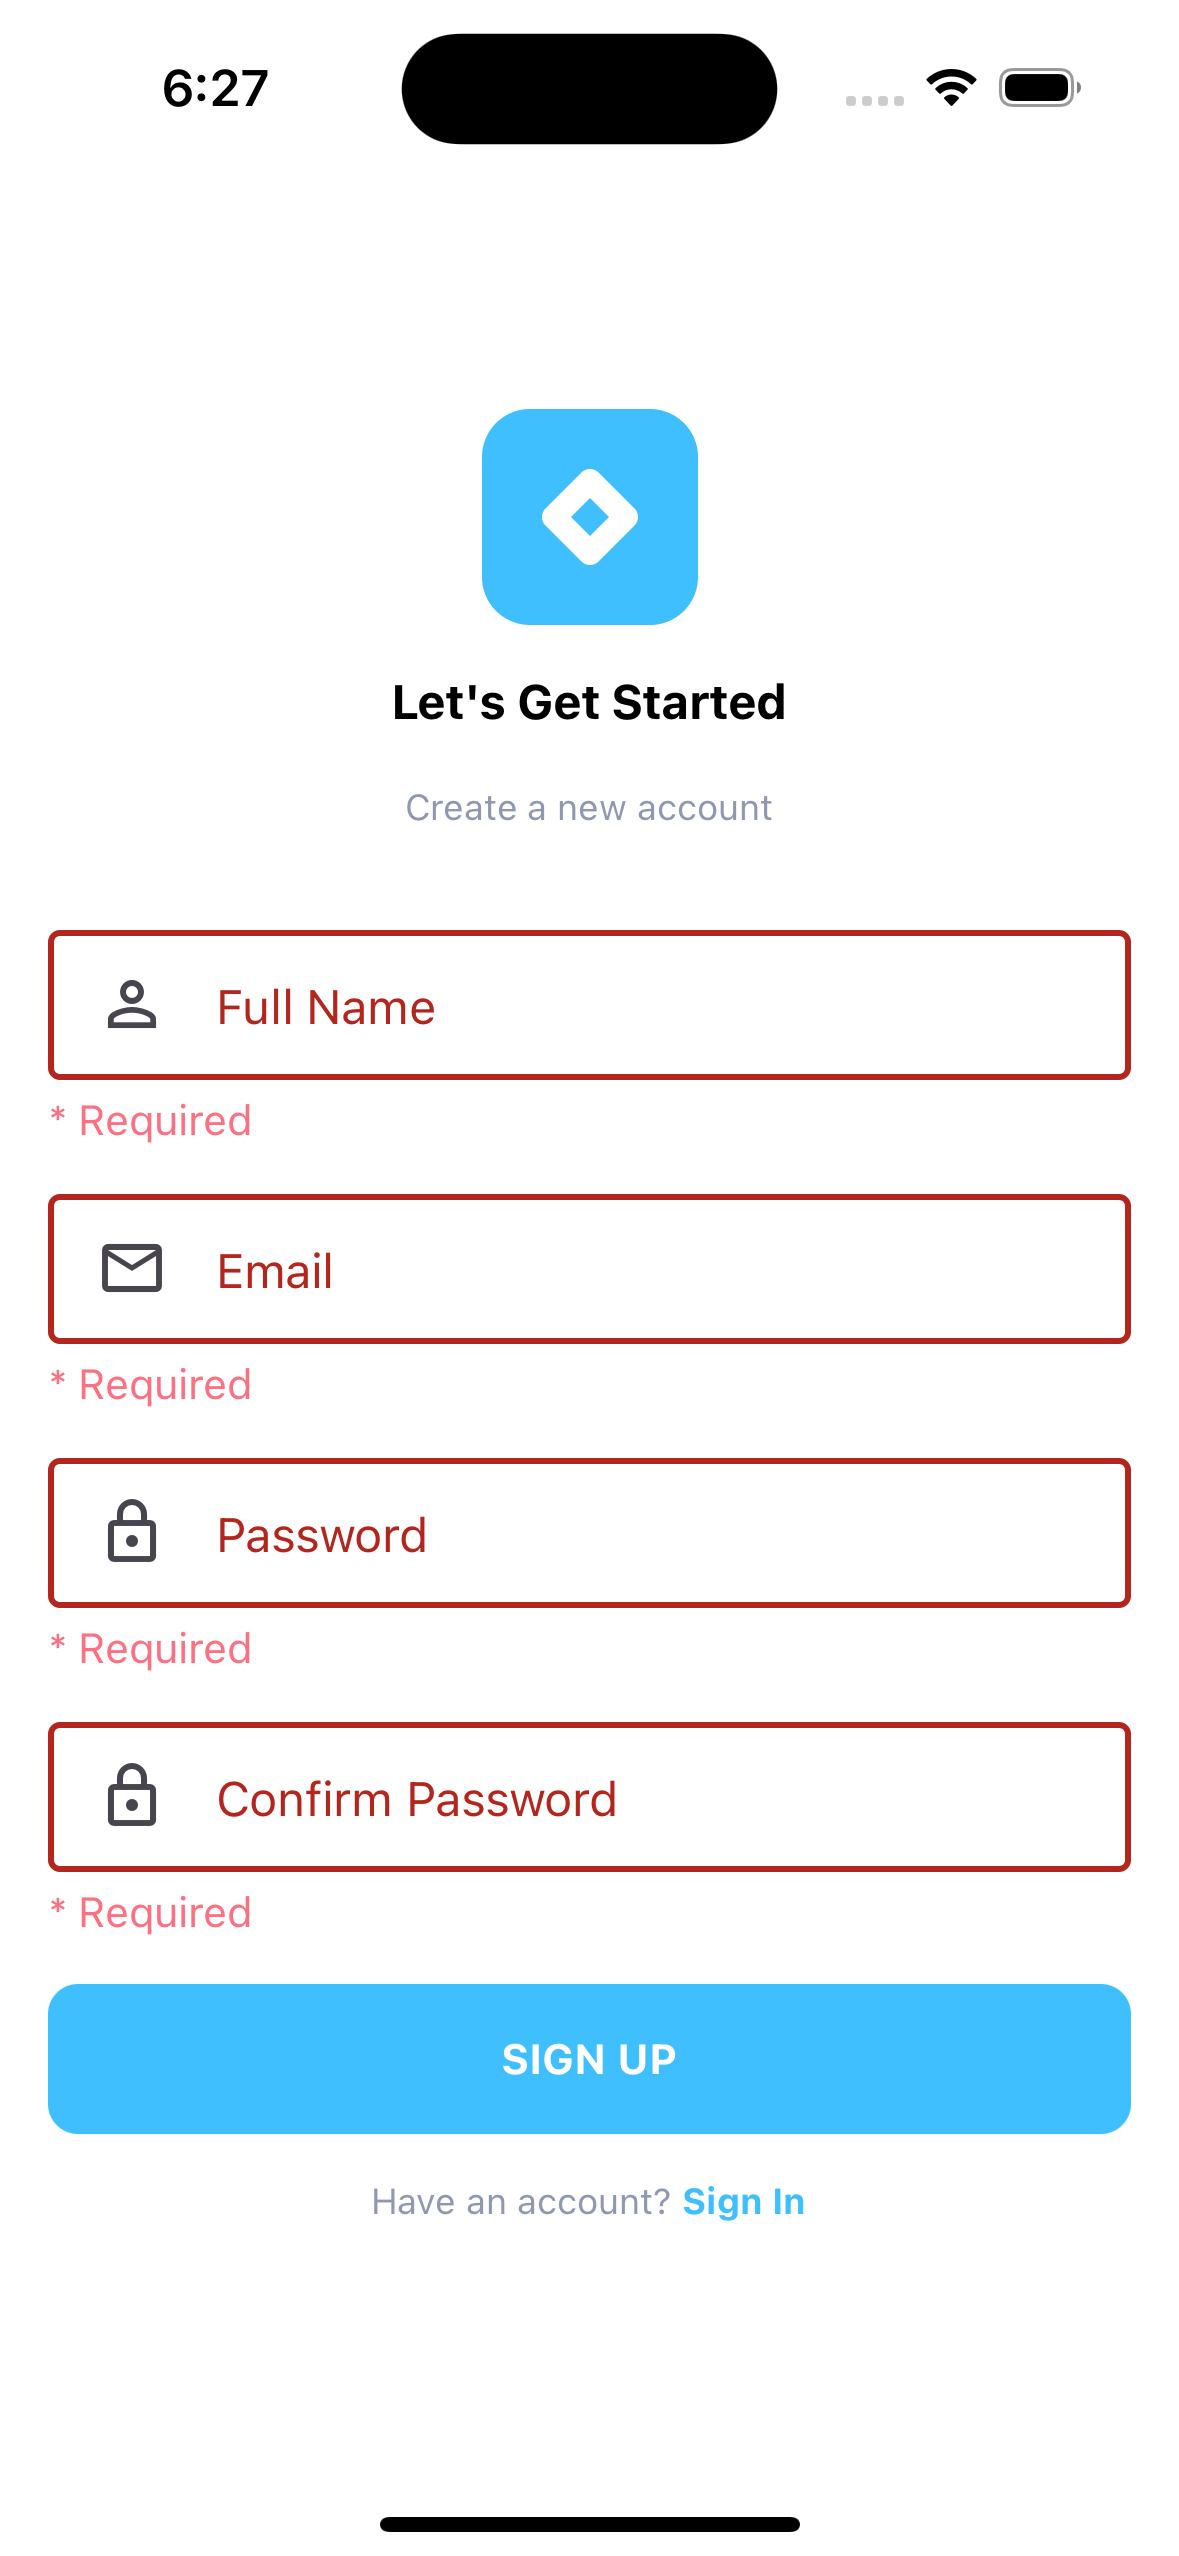 6:27
Let's Get Started
Create a new account
Full Name
* Required
Email
* Required
Password
* Required
Confirm Password
* Required
SIGN UP
Have an account? Sign In